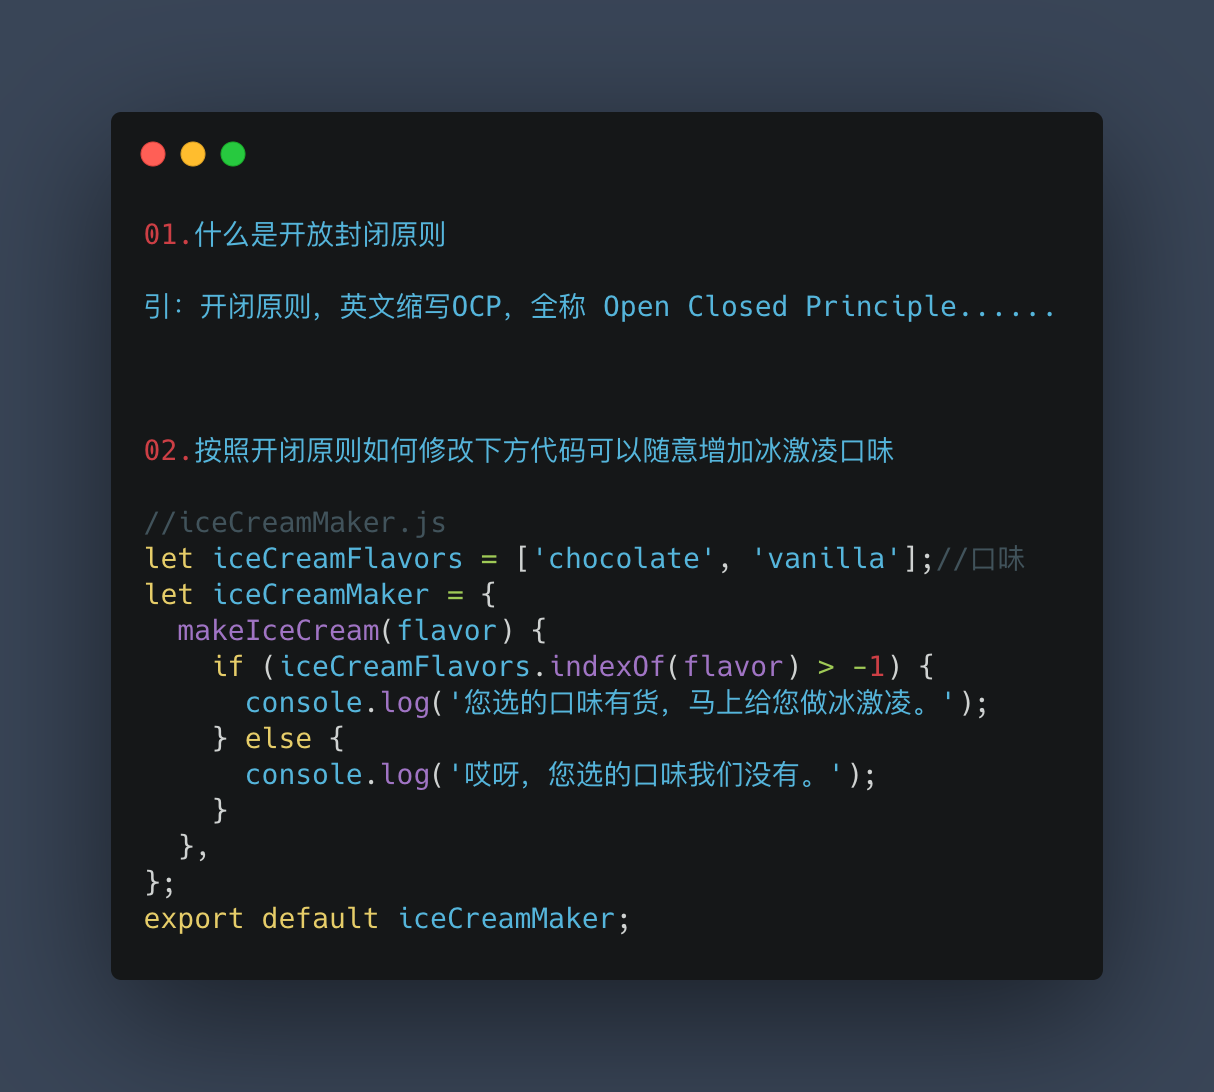 01.什么是开放封闭原则
引：开闭原则，英文缩写OCP，全称 Open Closed Principle......
02.按照开闭原则如何修改下方代码可以随意增加冰激凌口味
//iceCreamMaker.js
let iceCreamFlavors = ['chocolate', 'vanilla'];//口味
let iceCreamMaker = {
  makeIceCream(flavor) {
    if (iceCreamFlavors.indexOf(flavor) > -1) {
      console.log('您选的口味有货，马上给您做冰激凌。');
    } else {
      console.log('哎呀，您选的口味我们没有。');
    }
  },
};
export default iceCreamMaker;